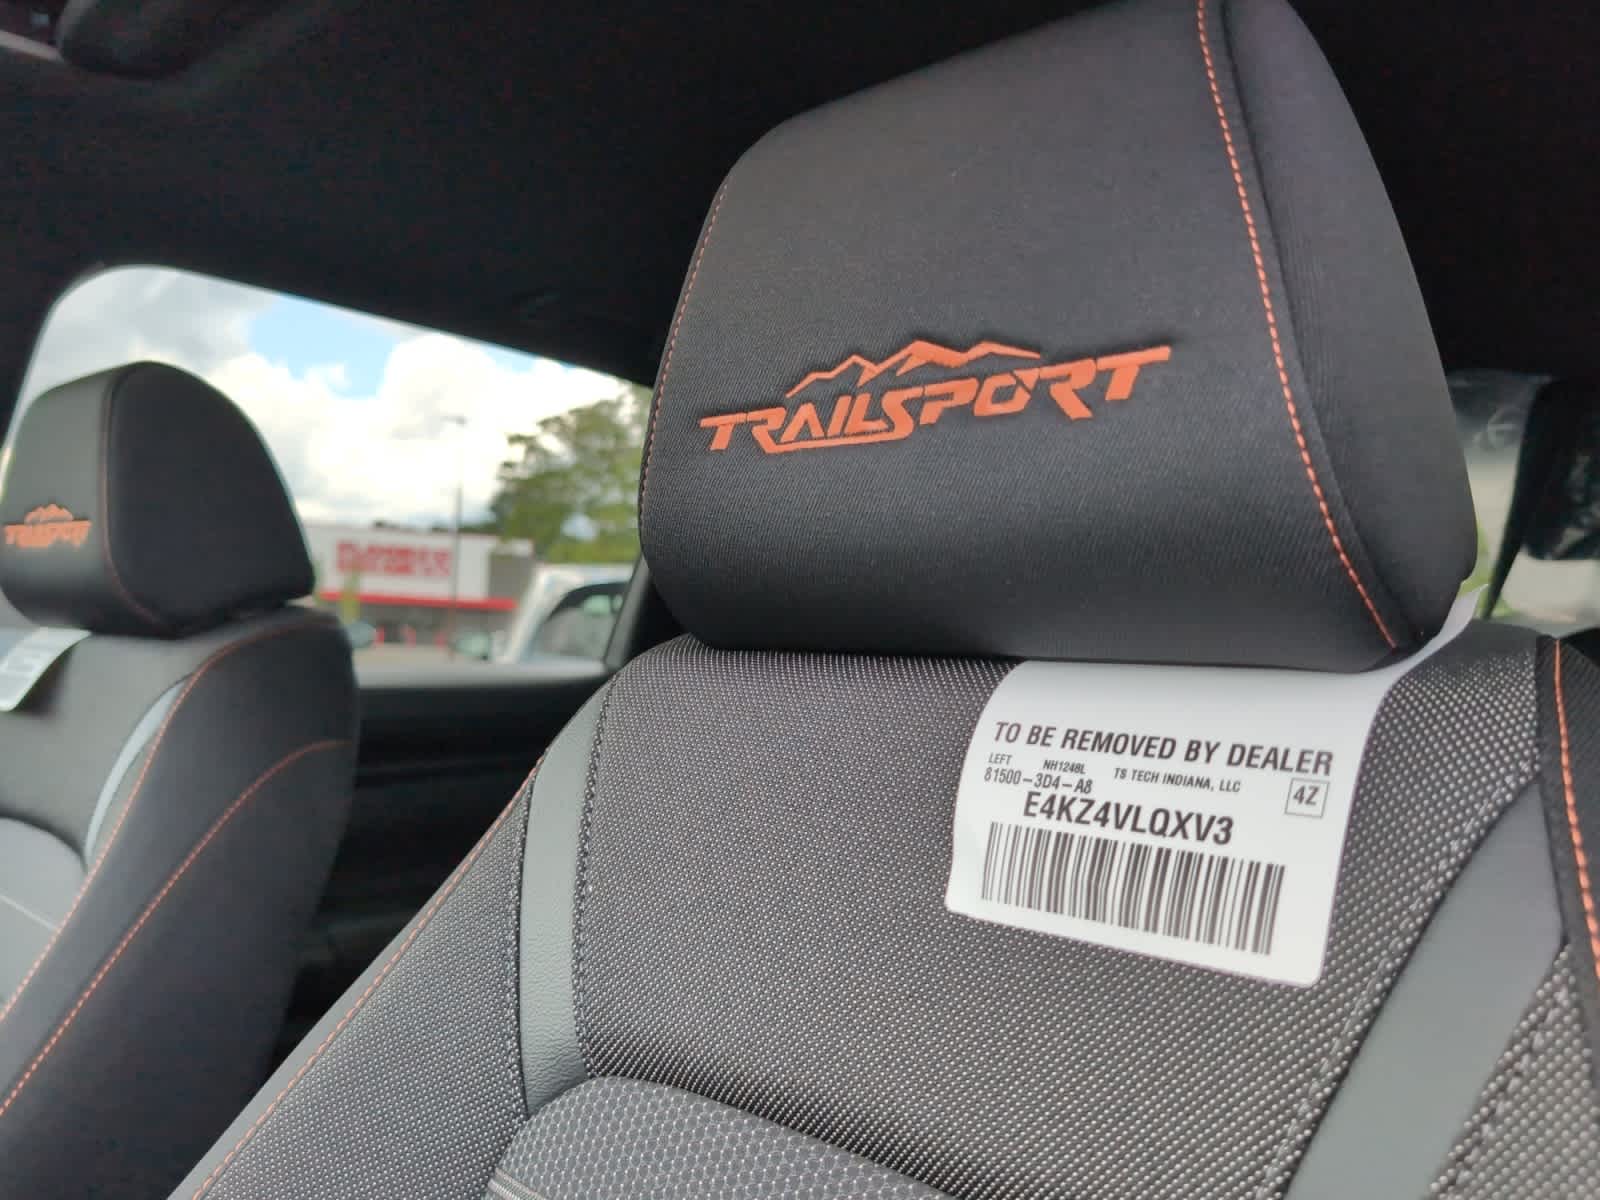 TRAILSPORT
TRAILSPORT
TO BE REMOVED BY DEALER
LEFT NH1248L TS TECH INDIANA, LLC
81500-3D4-A8 4Z
E4KZ4VLQXV3